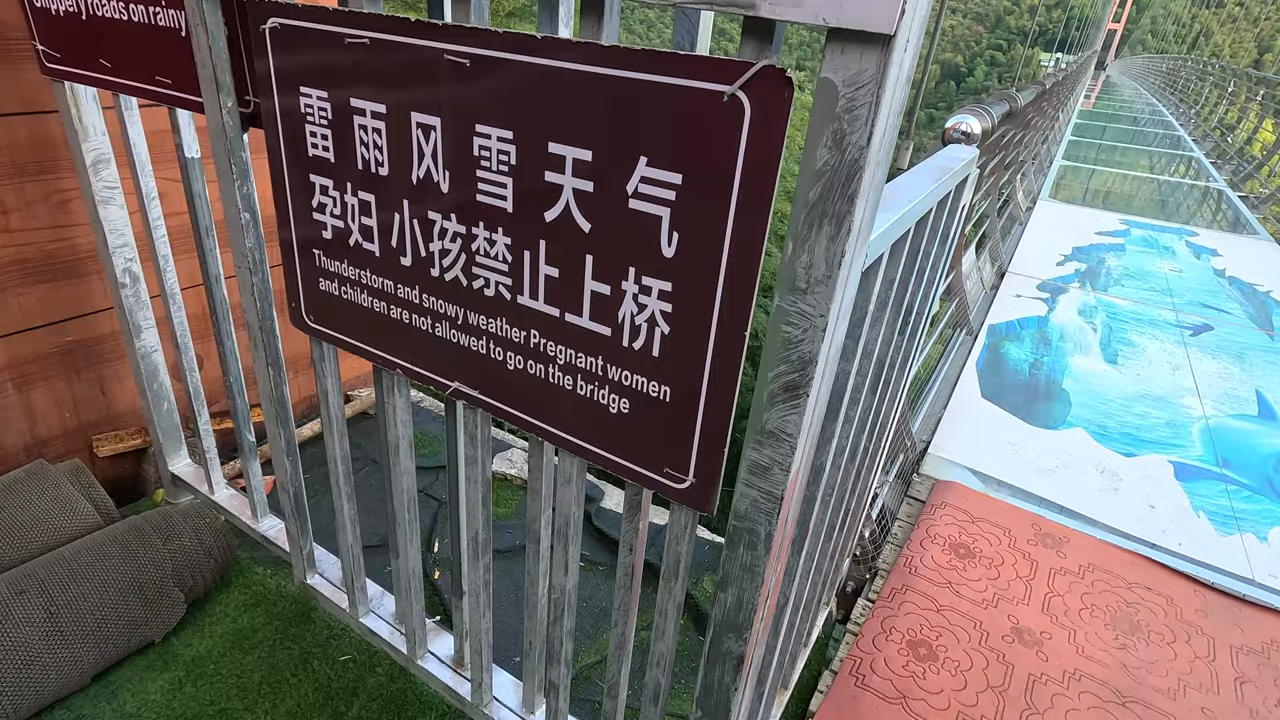 slippery roads on rainy
雷雨风雪天气
孕妇小孩禁止上桥
Thunderstorm and snowy weather Pregnant women
and children are not allowed to go on the bridge